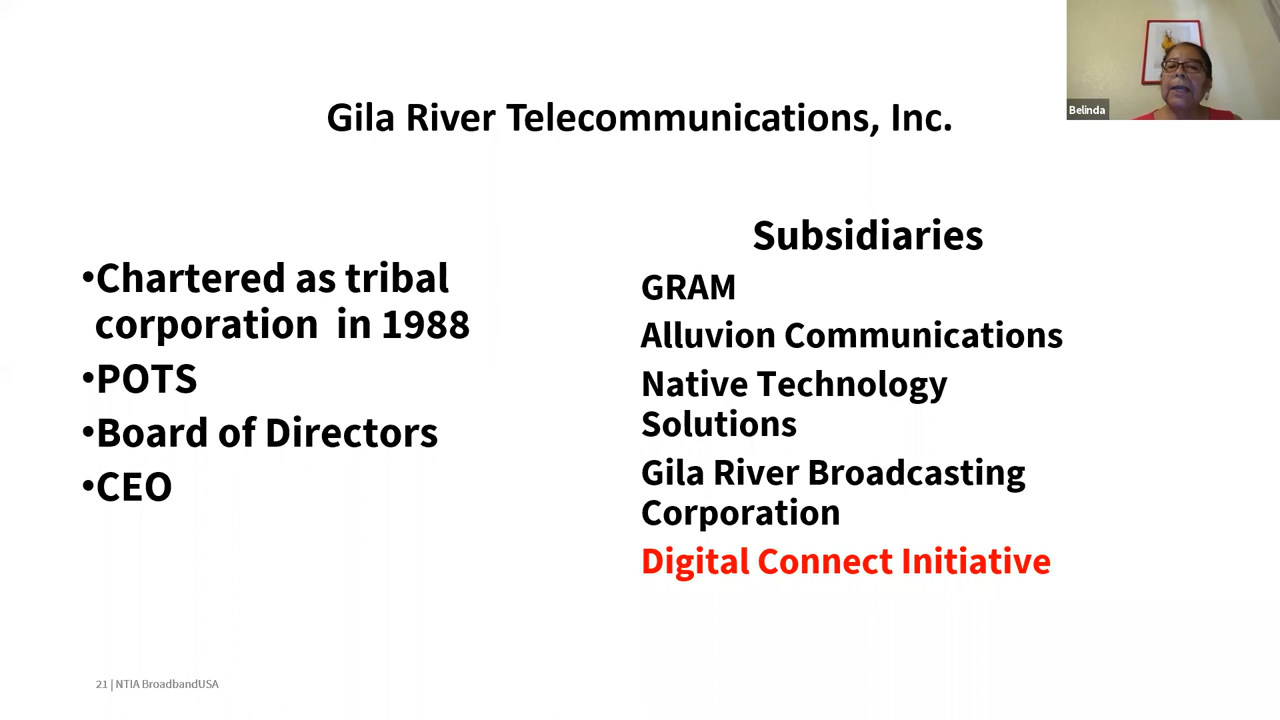 Belinda
Gila River Telecommunications, Inc.
•Chartered as tribal
corporation in 1988
•POTS
•Board of Directors
•CEO
Subsidiaries
GRAM
Alluvion Communications
Native Technology
Solutions
Gila River Broadcasting
Corporation
Digital Connect Initiative
21 | NTIA BroadbandUSA